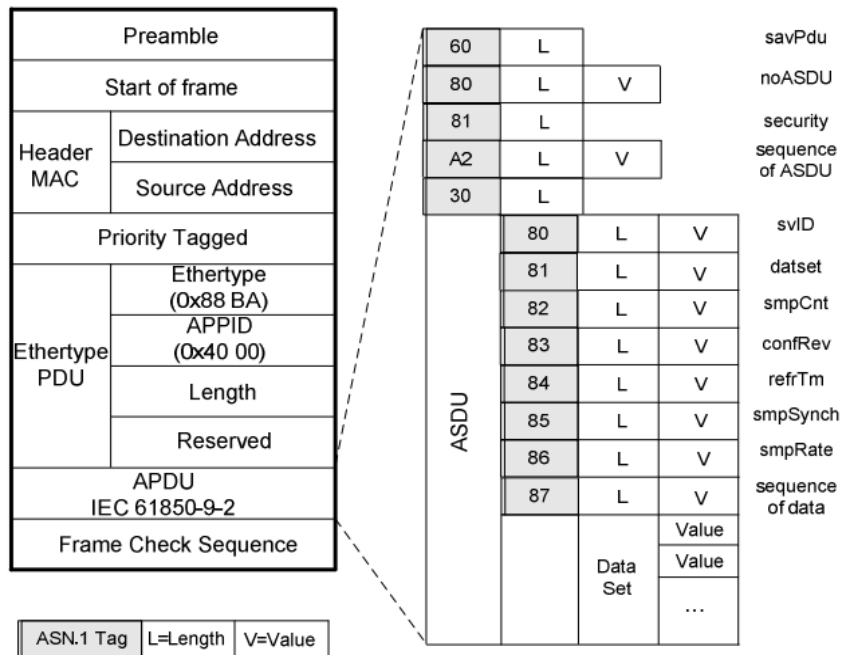 Preamble
Start of frame
Header
MAC
Destination Address
Source Address
Priority Tagged
Ethertype
PDU
Ethertype
(0x88 BA)
APPID
(0x40 00)
Length
Reserved
APDU
IEC 61850-9-2
Frame Check Sequence
ASN.1 Tag L=Length V=Value
60 L savPdu
80 L V noASDU
81 L security
A2 L V sequence
of ASDU
30 L
ASDU
80 L V svID
81 L V datset
82 L V smpCnt
83 L V confRev
84 L V refrTm
85 L V smpSynch
86 L V smpRate
87 L V sequence
of data
Data
Set
Value
Value
...